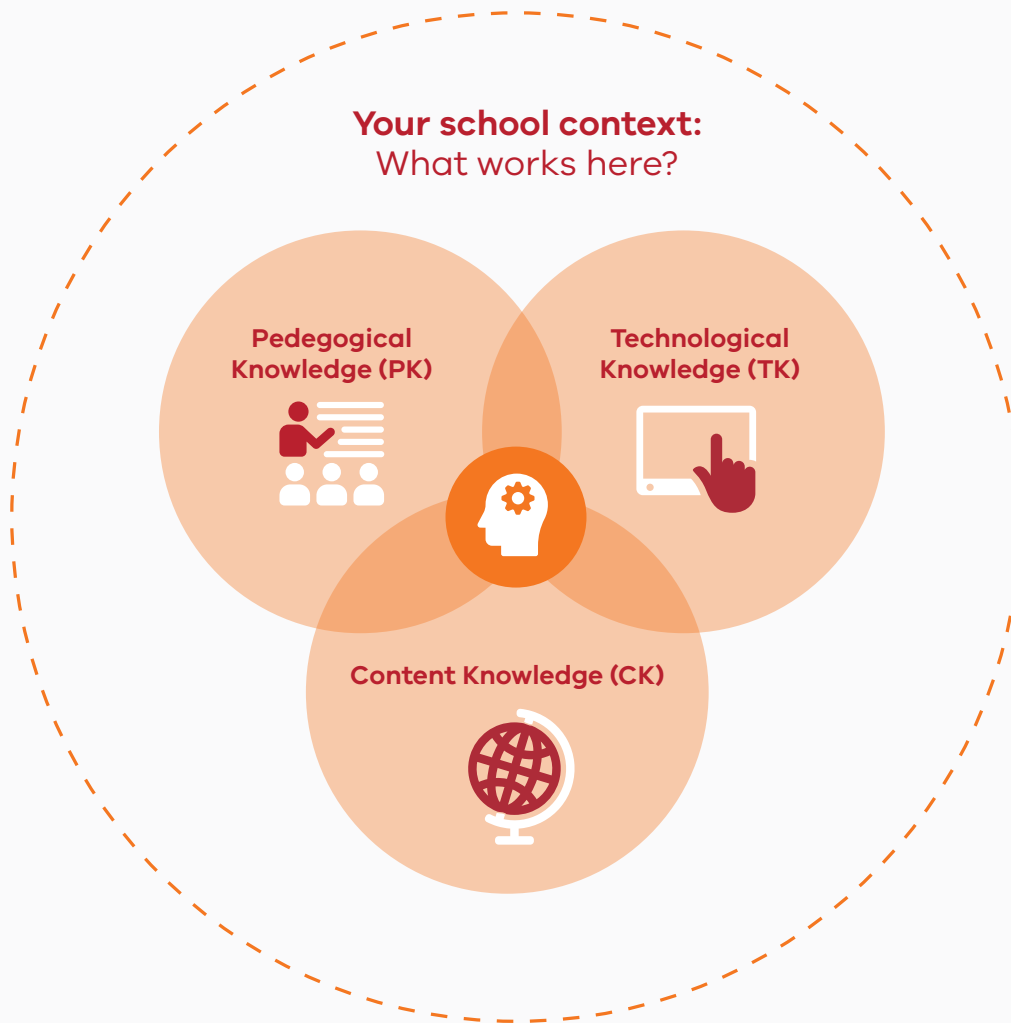 Your school context:
What works here?
Pedegogical
Knowledge (PK)
Technological
Knowledge (TK)
Content Knowledge (CK)